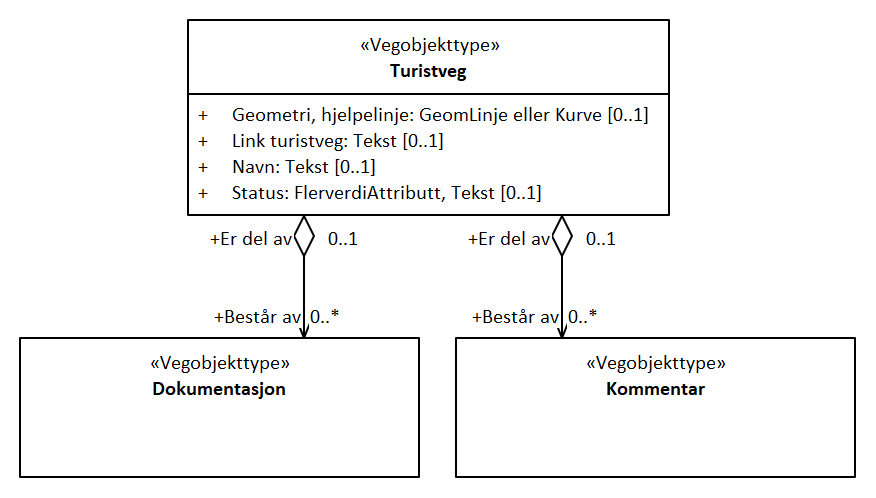 «Vegobjekttype»
Turistveg
+ Geometri, hjelpelinje: GeomLinje eller Kurve [0..1]
+ Link turistveg: Tekst [0..1]
+ Navn: Tekst [0..1]
+ Status: FlerverdiAttributt, Tekst [0..1]
+Er del av 0..1
+Er del av 0..1
+Består av 0..*
+Består av 0..*
«Vegobjekttype»
Dokumentasjon
«Vegobjekttype»
Kommentar